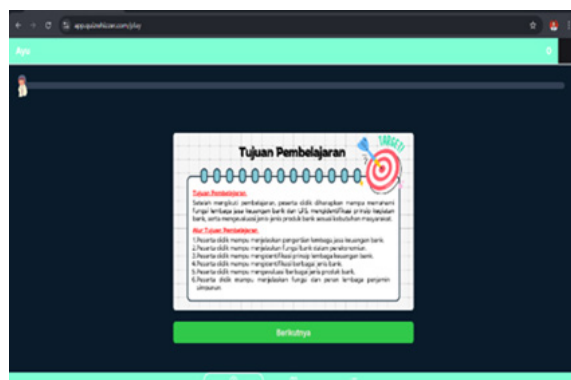 app.quizwhizzer.com/play
Ayu
0
Tujuan Pembelajaran
TARGET!
Tujuan Pembelajaran:
Setelah mengikuti pembelajaran, peserta didik diharapkan mampu memahami
fungsi lembaga jasa keuangan bank dan LPS, mengidentifikasi prinsip kegiatan
bank, serta mengevaluasi jenis-jenis produk bank sesuai kebutuhan masyarakat.
Alur Tujuan Pembelajaran:
1.Peserta didik mampu menjelaskan pengertian lembaga jasa keuangan bank.
2.Peserta didik mampu menjelaskan fungsi bank dalam perekonomian.
3.Peserta didik mampu mengidentifikasi prinsip lembaga keuangan bank.
4.Peserta didik mampu mengidentifikasi berbagai jenis bank.
5.Peserta didik mampu mengevaluasi berbagai jenis produk bank.
6.Peserta didik mampu menjelaskan fungsi dan peran lembaga penjamin
simpanan
Berikutnya